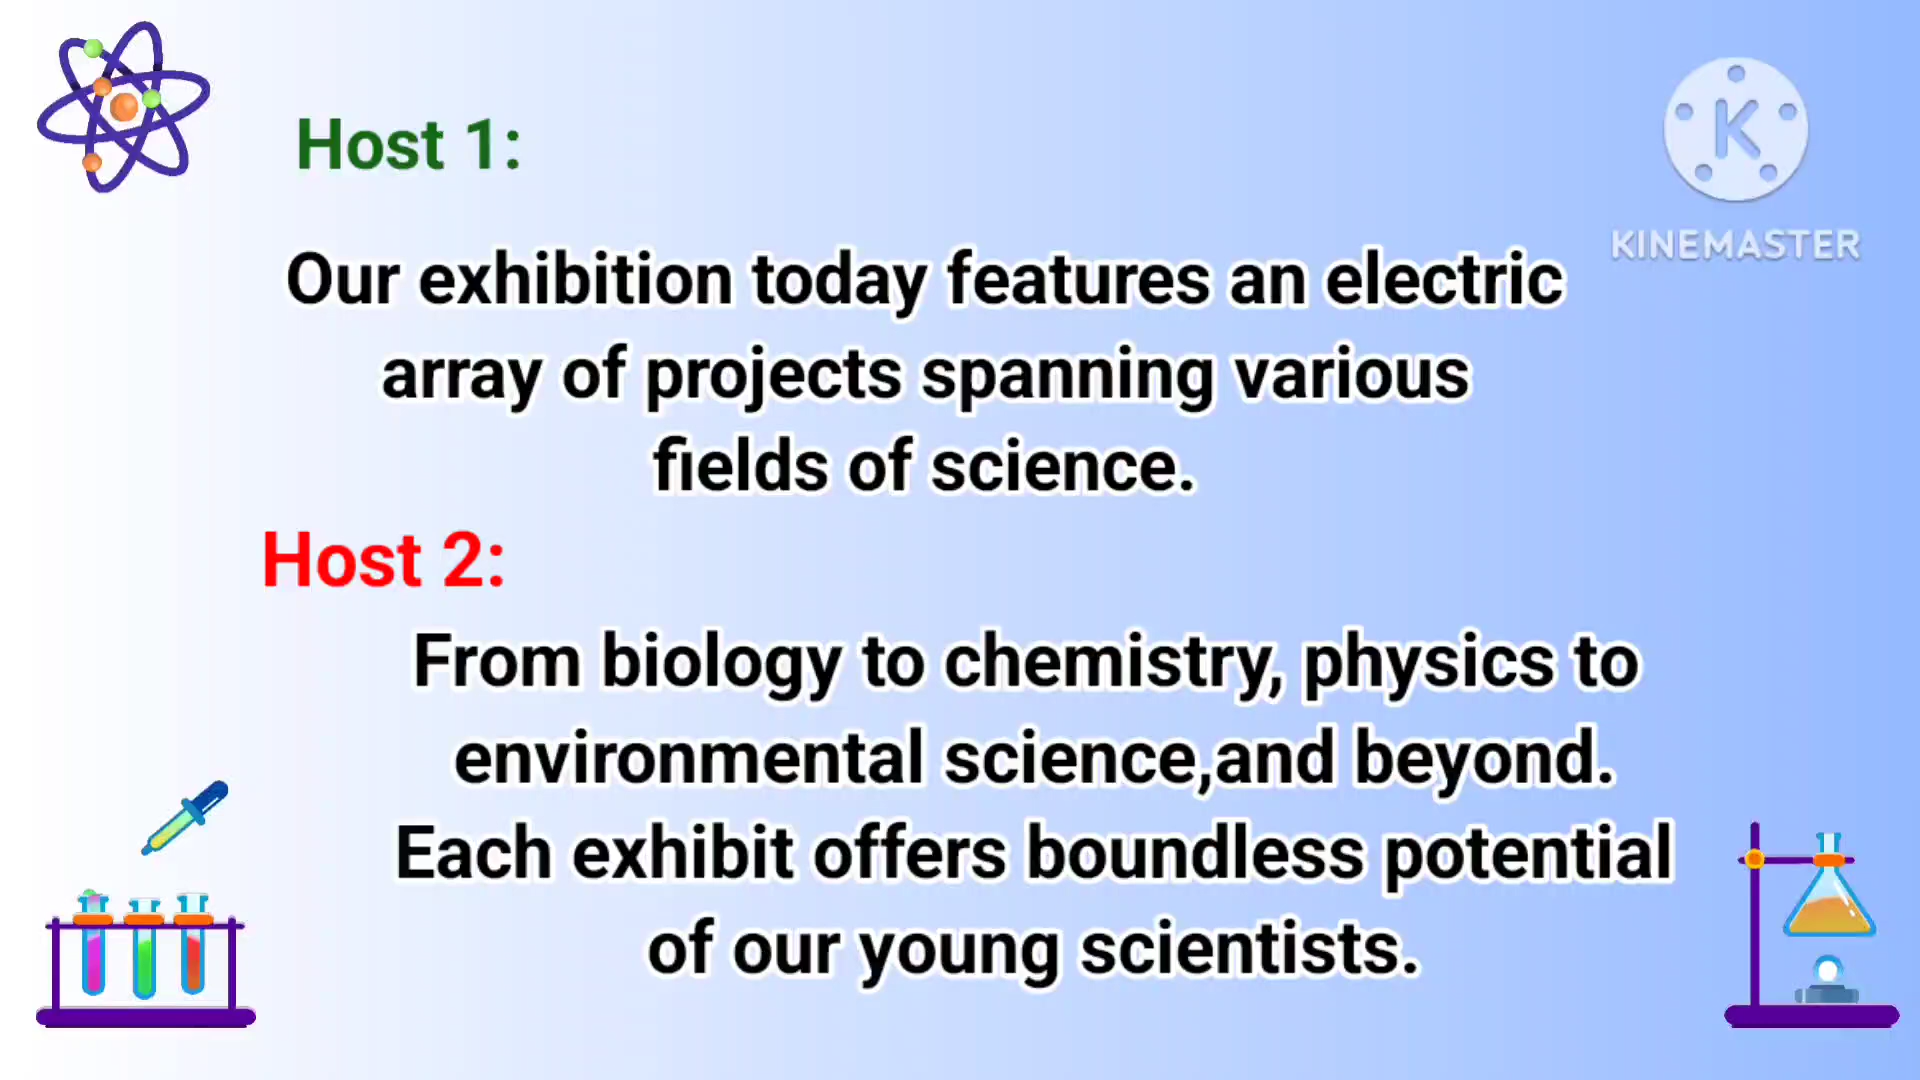 Host 1:
K
KINEMASTER
Our exhibition today features an electric
array of projects spanning various
fields of science.
Host 2:
From biology to chemistry, physics to
environmental science,and beyond.
Each exhibit offers boundless potential
of our young scientists.